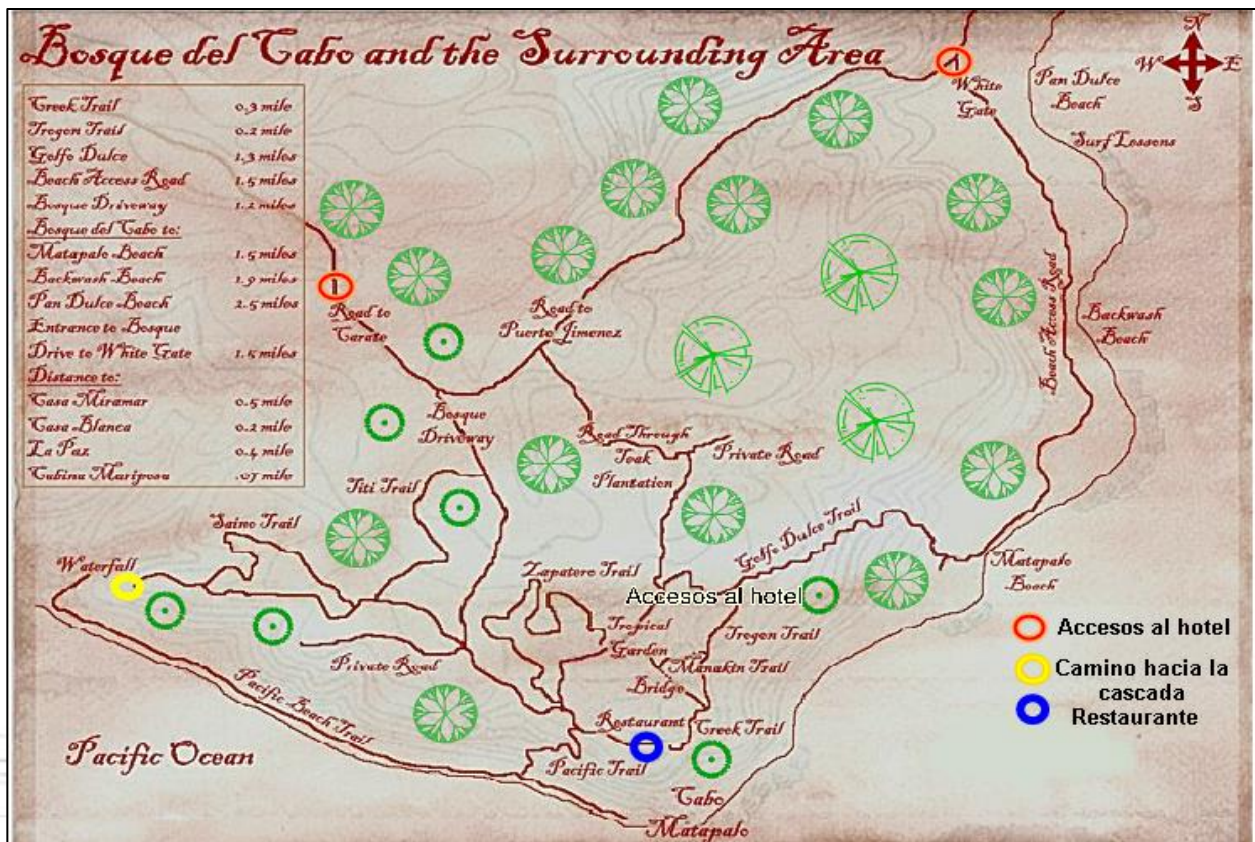 Bosque del Cabo and the Surrounding Area
Creek Trail 0.3 mile
Trogon Trail 0.2 mile
Golfo Dulce 1.3 miles
Beach Access Road 1.5 miles
Bosque Driveway 1.2 miles
Bosque del Cabo to:
Matapalo Beach 1.5 miles
Backwash Beach 1.9 miles
Pan Dulce Beach 2.5 miles
Entrance to Bosque
Drive to White Gate 1.5 miles
Distance to:
Casa Miramar 0.5 mile
Casa Blanca 0.2 mile
La Paz 0.4 mile
Cabina Mariposa .07 mile
N
W E
S
White
Gate
Pan Dulce
Beach
Surf Lessons
Road to
Carate
Road to
Puerto Jimenez
Beach Access Road
Backwash
Beach
Bosque
Driveway
Road Through
Teak
Plantation
Private Road
Titi Trail
Saino Trail
Golfo Dulce Trail
Waterfall
Zapatero Trail
Matapalo
Beach
Accesos al hotel
Tropical
Garden
Trogon Trail
Private Road
Manakin Trail
Bridge
Pacific Beach Trail
Restaurant
Creek Trail
Pacific Ocean
Pacific Trail
Cabo
Matapalo
Accesos al hotel
Camino hacia la
cascada
Restaurante